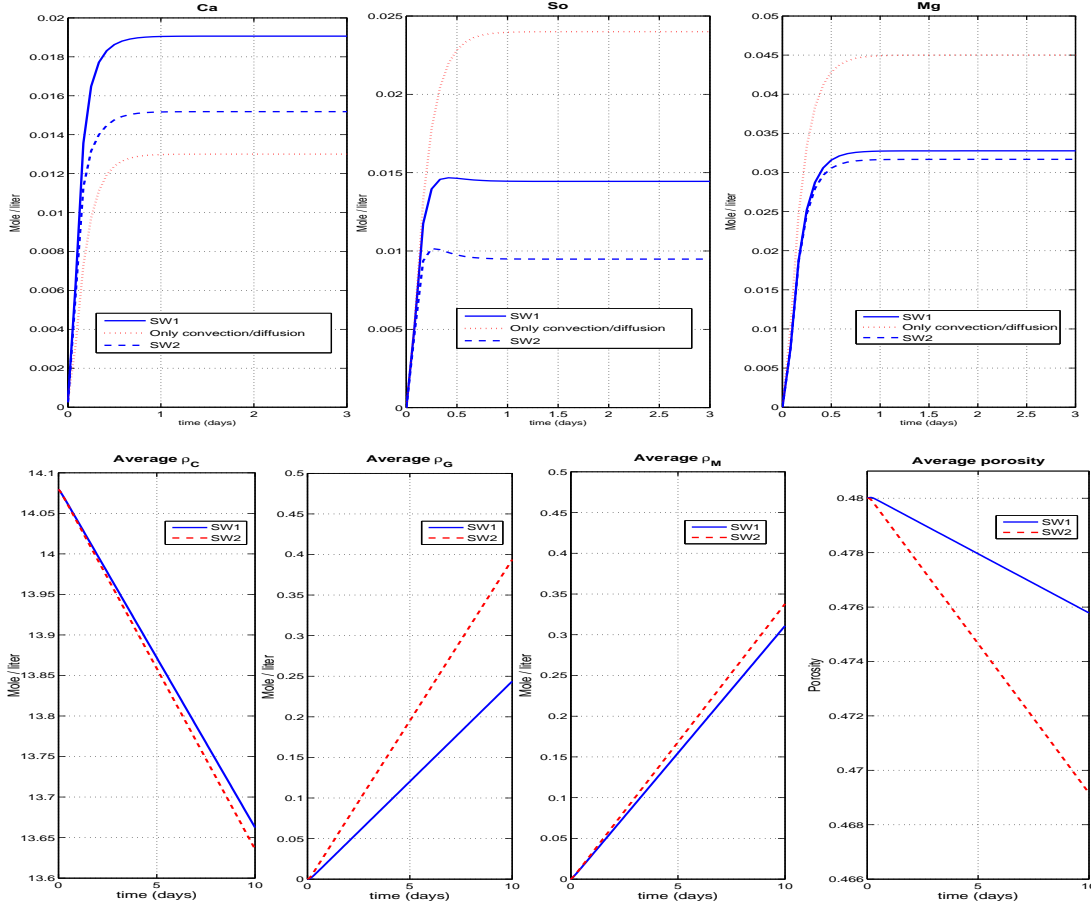 Ca
0.02
0.018
0.016
0.014
0.012
0.01
0.008
0.006
0.004
0.002
0
Mole / liter
SW1
Only convection/diffusion
SW2
0 1 2 3
time (days)
So
0.025
0.02
0.015
0.01
0.005
0
Mole / liter
SW1
Only convection/diffusion
SW2
0 0.5 1 1.5 2 2.5 3
time (days)
Mg
0.05
0.045
0.04
0.035
0.03
0.025
0.02
0.015
0.01
0.005
0
Mole / liter
SW1
Only convection/diffusion
SW2
0 0.5 1 1.5 2 2.5 3
time (days)
Average ρ_C
14.1
14.05
14
13.95
13.9
13.85
13.8
13.75
13.7
13.65
13.6
Mole / liter
SW1
SW2
0 5 10
time (days)
Average ρ_G
0.5
0.45
0.4
0.35
0.3
0.25
0.2
0.15
0.1
0.05
0
Mole / liter
SW1
SW2
0 5 10
time (days)
Average ρ_M
0.5
0.45
0.4
0.35
0.3
0.25
0.2
0.15
0.1
0.05
0
Mole / liter
SW1
SW2
0 5 10
time (days)
Average porosity
0.48
0.478
0.476
0.474
0.472
0.47
0.468
0.466
Porosity
SW1
SW2
0 5 10
time (days)